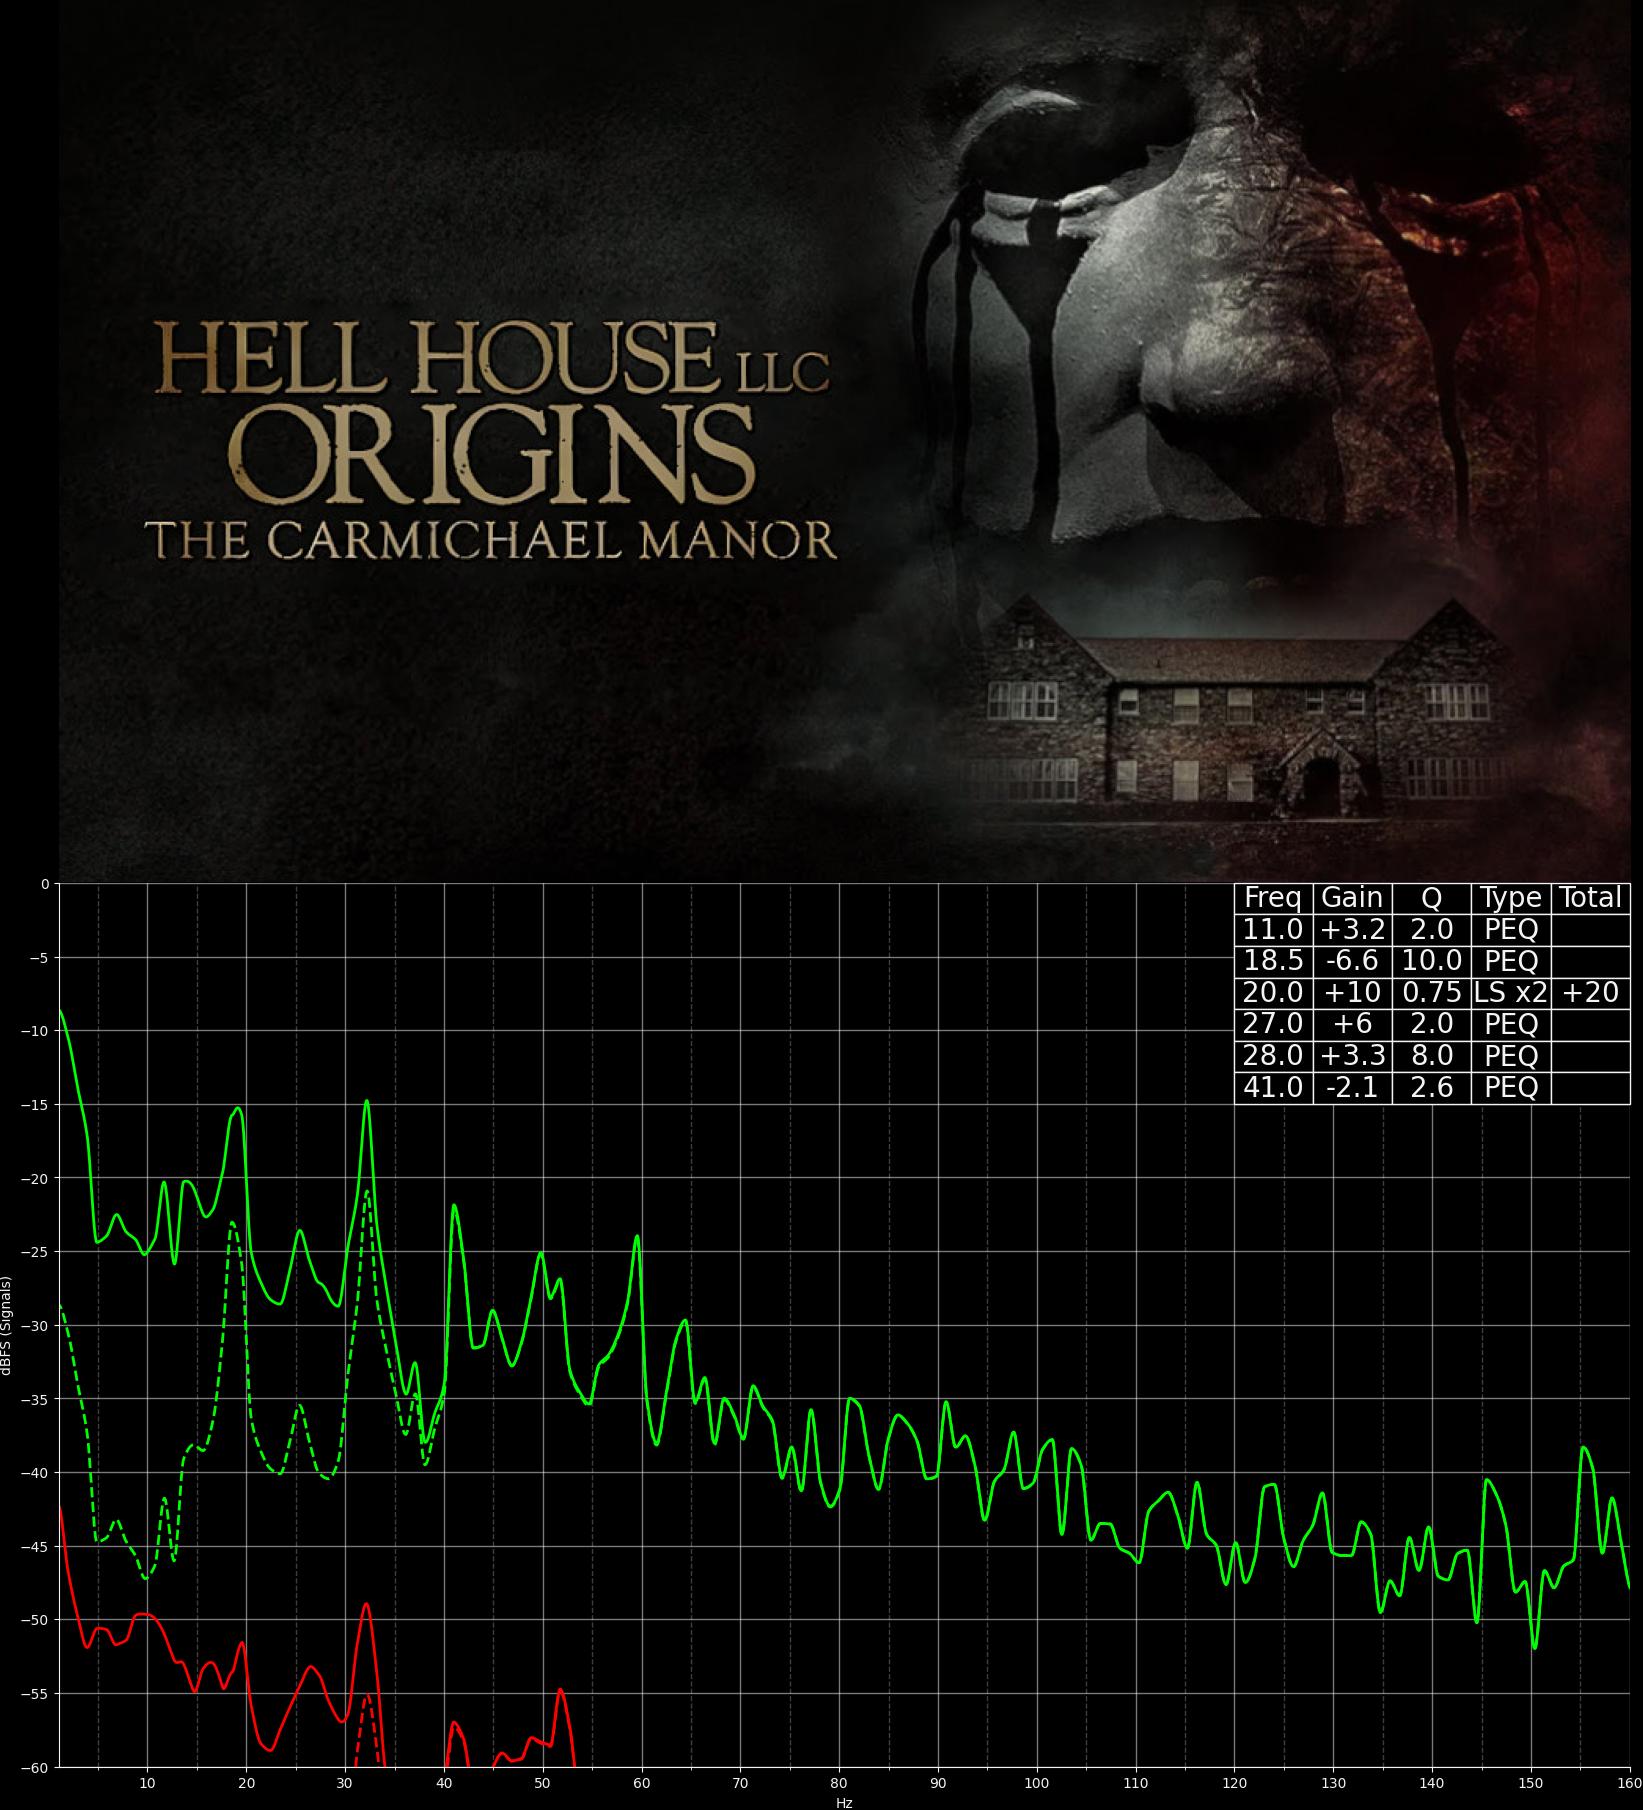 HELL HOUSE LLC
ORIGINS
THE CARMICHAEL MANOR
Freq Gain Q Type Total
11.0 +3.2 2.0 PEQ
18.5 -6.6 10.0 PEQ
20.0 +10 0.75 LS x2 +20
27.0 +6 2.0 PEQ
28.0 +3.3 8.0 PEQ
41.0 -2.1 2.6 PEQ
0
−5
−10
−15
−20
−25
−30
−35
−40
−45
−50
−55
−60
dBFS (Signals)
10 20 30 40 50 60 70 80 90 100 110 120 130 140 150 160
Hz